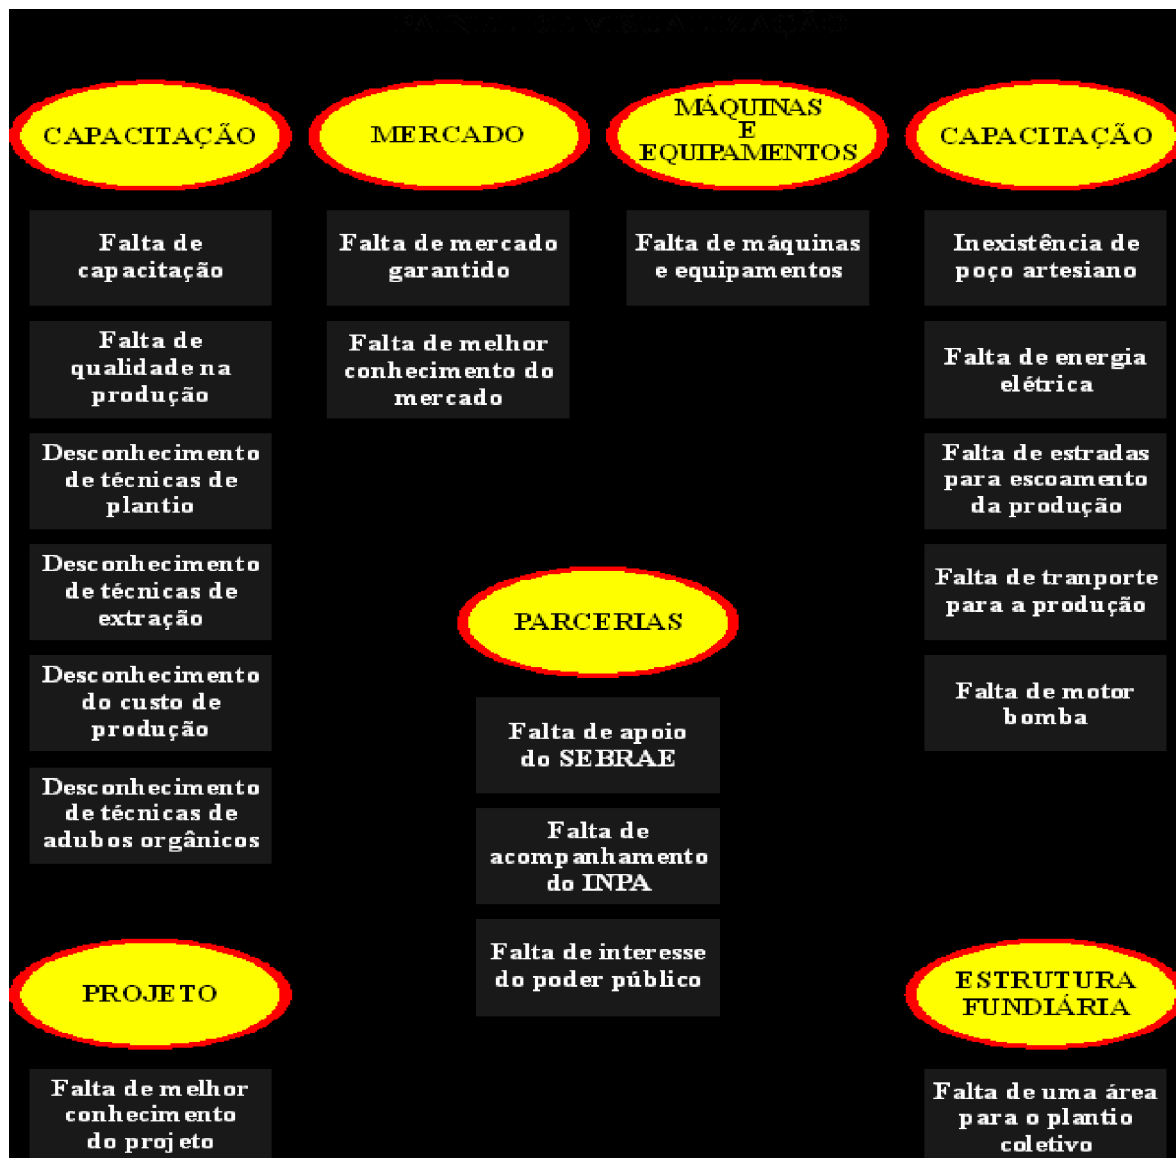 CAPACITAÇÃO
Falta de
capacitação
Falta de
qualidade na
produção
Desconhecimento
de técnicas de
plantio
Desconhecimento
de técnicas de
extração
Desconhecimento
do custo de
produção
Desconhecimento
de técnicas de
adubos orgânicos
MERCADO
Falta de mercado
garantido
Falta de melhor
conhecimento do
mercado
MÁQUINAS
E
EQUIPAMENTOS
Falta de máquinas
e equipamentos
CAPACITAÇÃO
Inexistência de
poço artesiano
Falta de energia
elétrica
Falta de estradas
para escoamento
da produção
Falta de tranporte
para a produção
Falta de motor
bomba
PARCERIAS
Falta de apoio
do SEBRAE
Falta de
acompanhamento
do INPA
Falta de interesse
do poder público
PROJETO
Falta de melhor
conhecimento
do projeto
ESTRUTURA
FUNDIÁRIA
Falta de uma área
para o plantio
coletivo